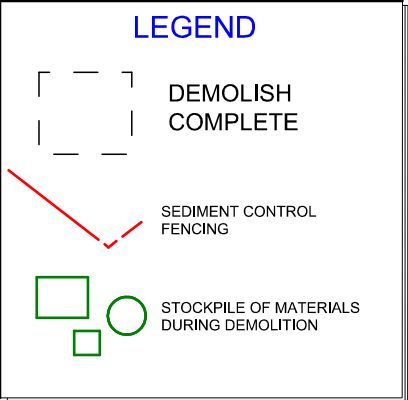 LEGEND
DEMOLISH
COMPLETE
SEDIMENT CONTROL
FENCING
STOCKPILE OF MATERIALS
DURING DEMOLITION